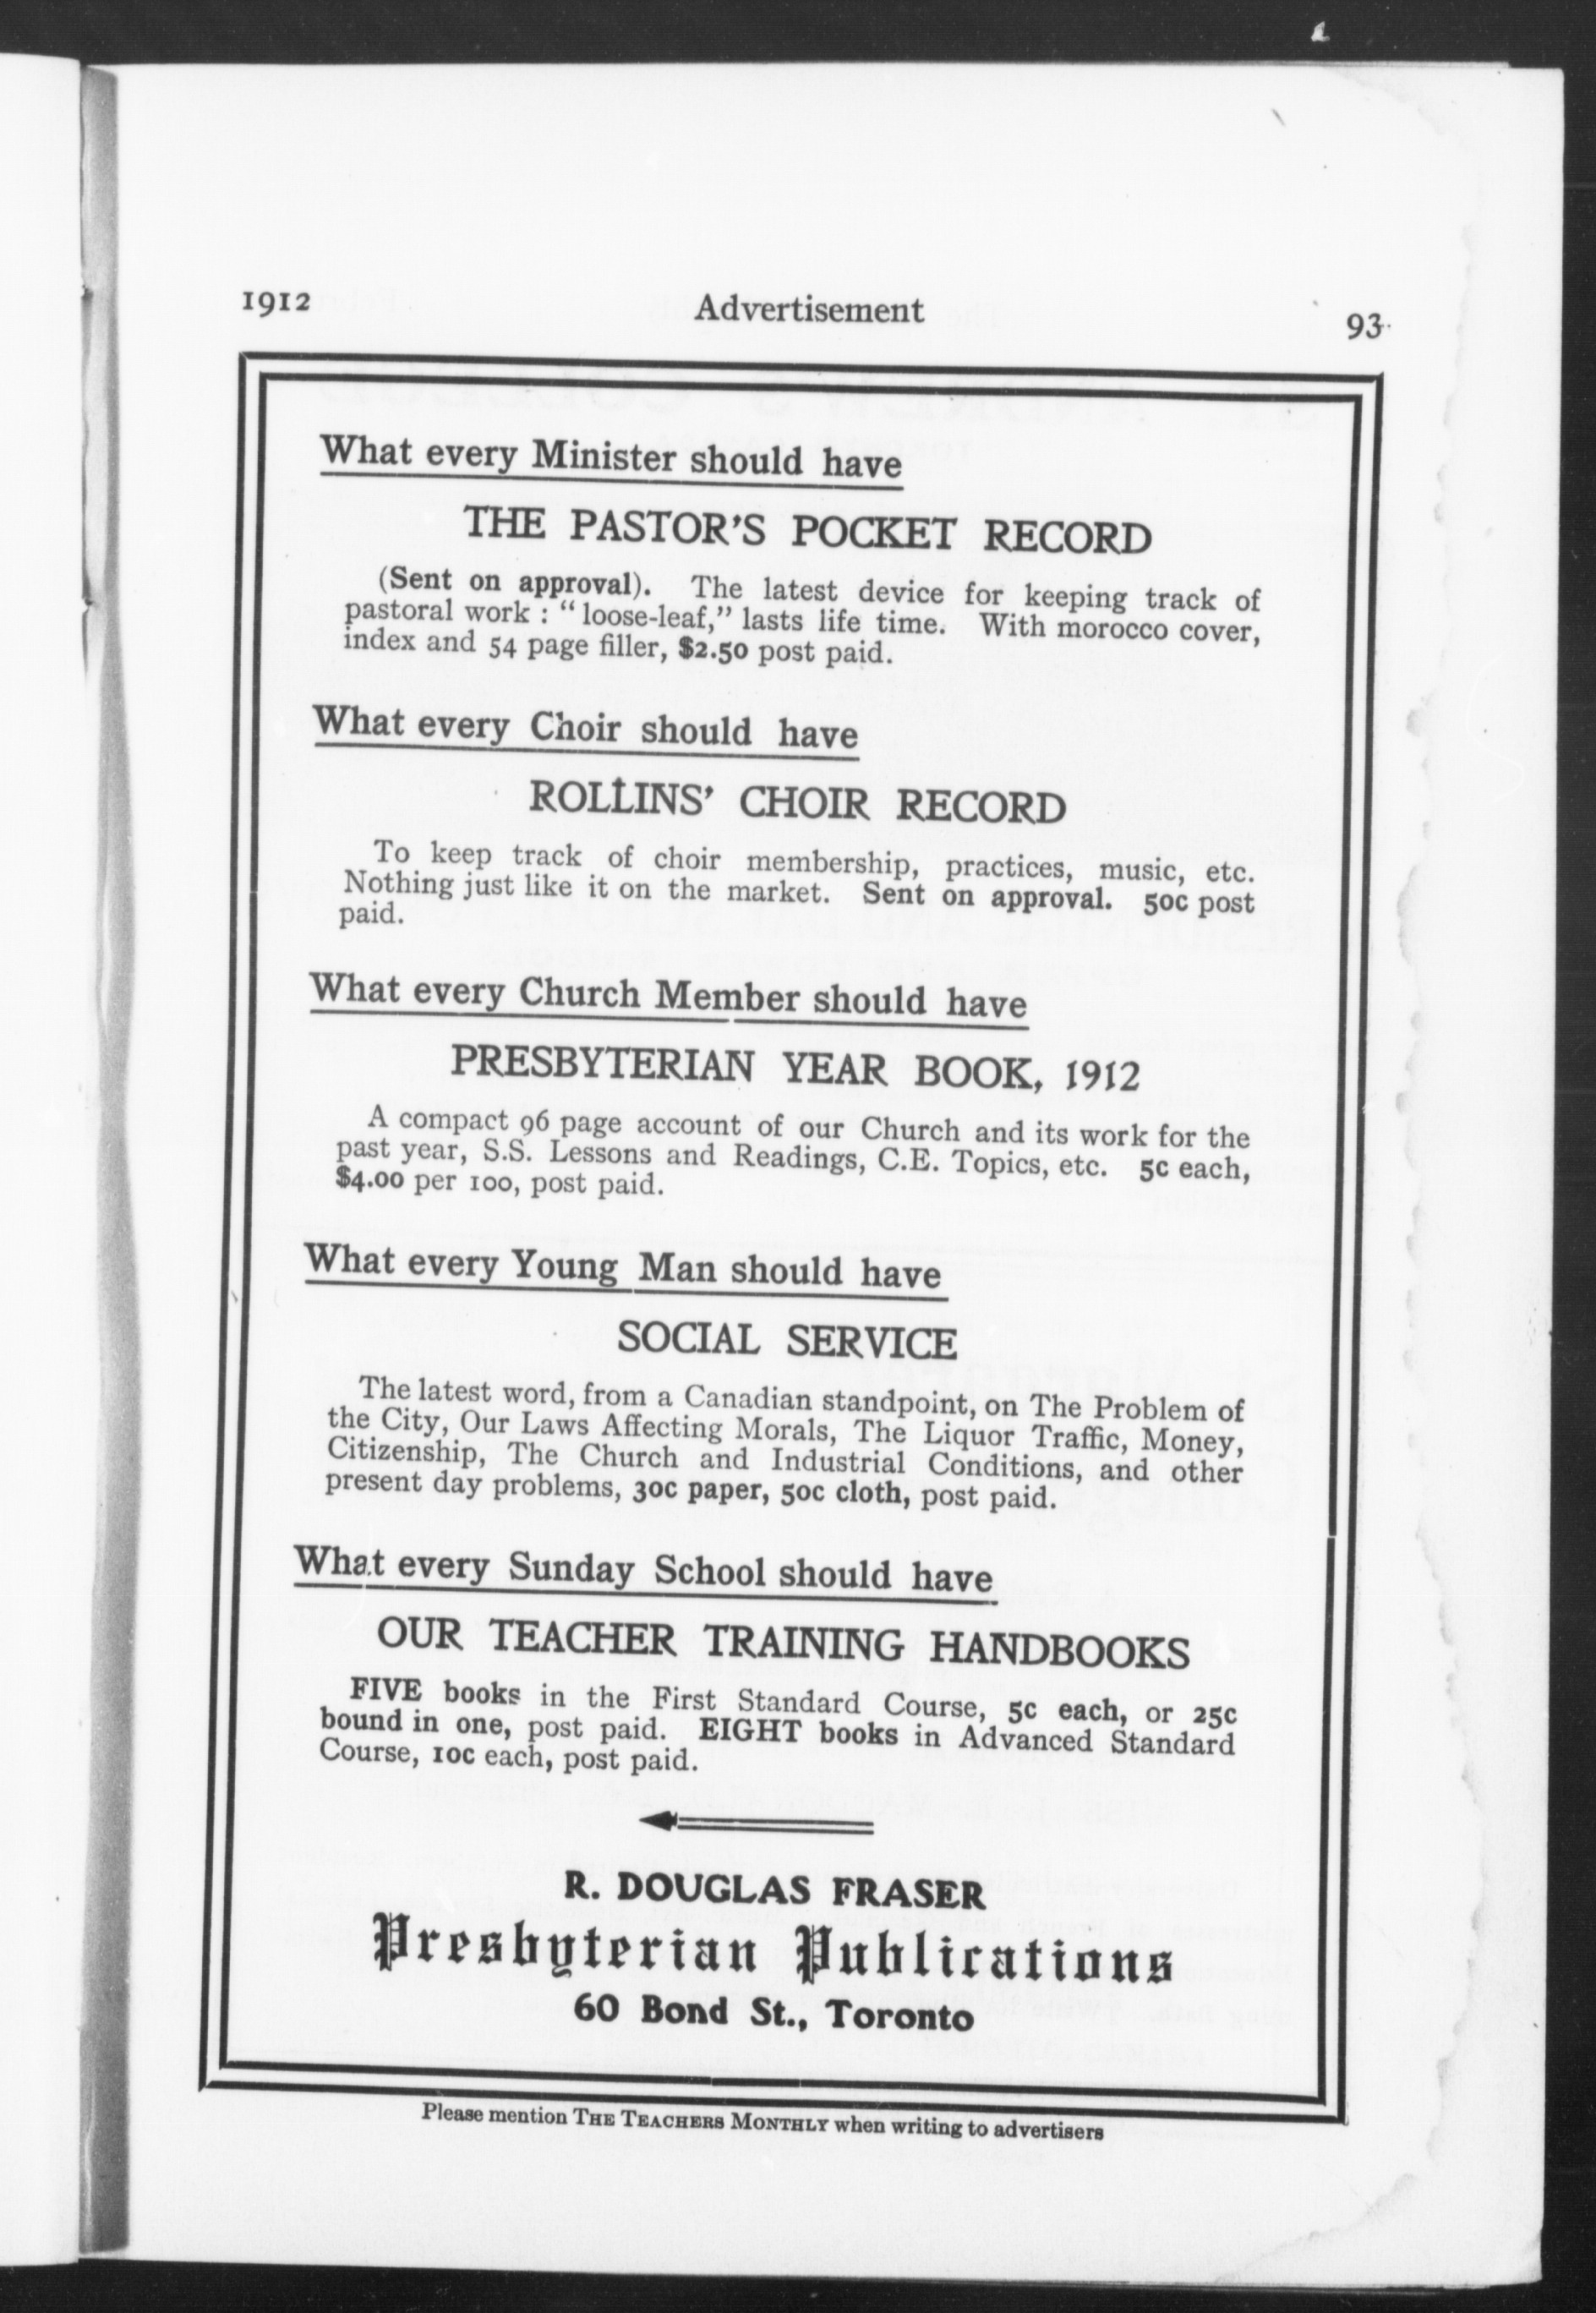 1912
Advertisement
93
What every Minister should have
THE PASTOR'S POCKET RECORD
(Sent on approval). The latest device for keeping track of
pastoral work : "loose-leaf," lasts life time. With morocco cover,
index and 54 page filler, $2.50 post paid.
What every Choir should have
ROLLINS' CHOIR RECORD
To keep track of choir membership, practices, music, etc.
Nothing just like it on the market. Sent on approval. 50c post
paid.
What every Church Member should have
PRESBYTERIAN YEAR BOOK, 1912
A compact 96 page account of our Church and its work for the
past year, S.S. Lessons and Readings, C.E. Topics, etc. 5c each,
$4.00 per 100, post paid.
What every Young Man should have
SOCIAL SERVICE
The latest word, from a Canadian standpoint, on The Problem of
the City, Our Laws Affecting Morals, The Liquor Traffic, Money,
Citizenship, The Church and Industrial Conditions, and other
present day problems, 30c paper, 50c cloth, post paid.
What every Sunday School should have
OUR TEACHER TRAINING HANDBOOKS
FIVE books in the First Standard Course, 5c each, or 25c
bound in one, post paid. EIGHT books in Advanced Standard
Course, 10c each, post paid.
R. DOUGLAS FRASER
Presbyterian Publications
60 Bond St., Toronto
Please mention THE TEACHERS MONTHLY when writing to advertisers